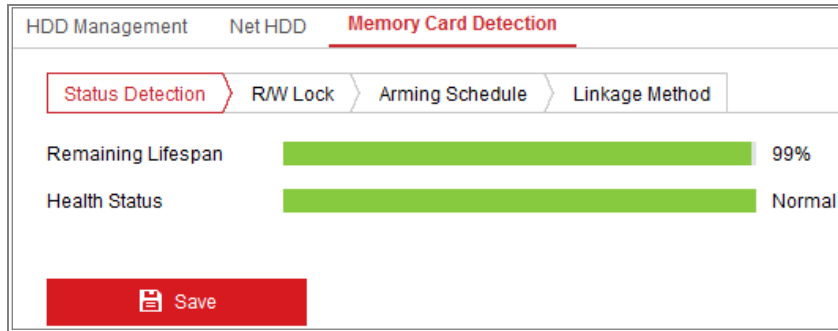 HDD Management Net HDD Memory Card Detection
Status Detection R/W Lock Arming Schedule Linkage Method
Remaining Lifespan 99%
Health Status Normal
Save